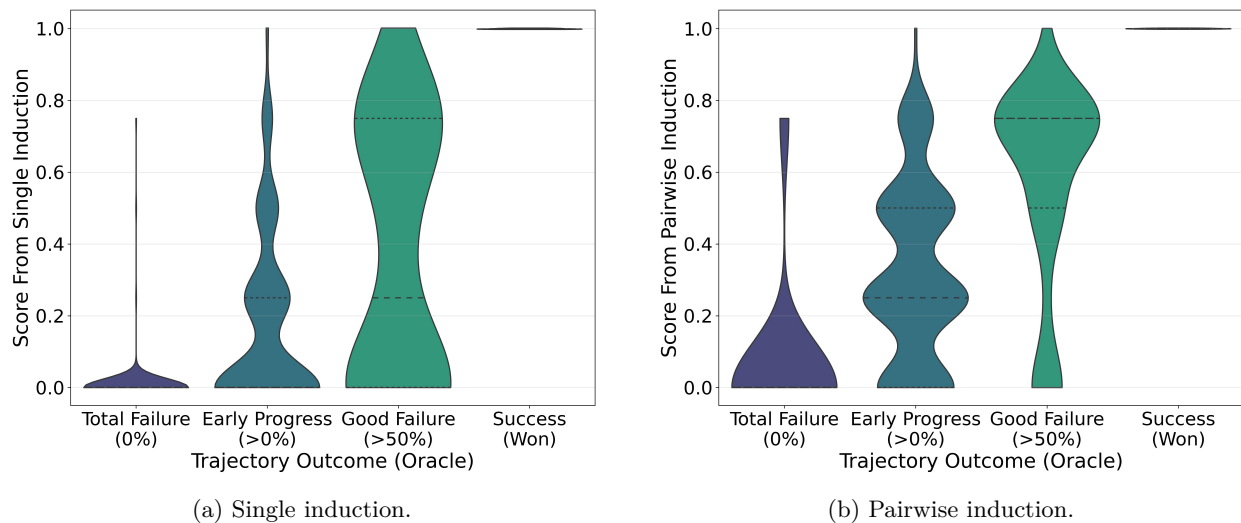 Score From Single Induction
1.0
0.8
0.6
0.4
0.2
0.0
Total Failure
(0%)
Early Progress
(>0%)
Good Failure
(>50%)
Success
(Won)
Trajectory Outcome (Oracle)
(a) Single induction.
Score From Pairwise Induction
1.0
0.8
0.6
0.4
0.2
0.0
Total Failure
(0%)
Early Progress
(>0%)
Good Failure
(>50%)
Success
(Won)
Trajectory Outcome (Oracle)
(b) Pairwise induction.